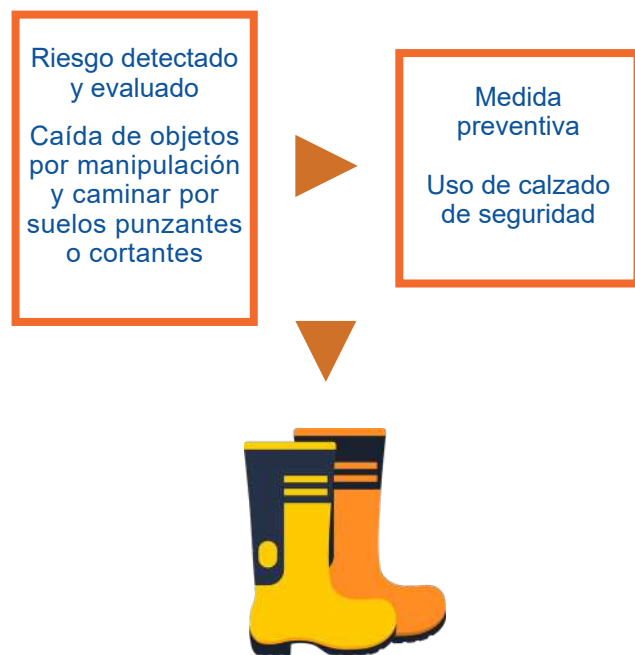 Riesgo detectado
y evaluado
Caída de objetos
por manipulación
y caminar por
suelos punzantes
o cortantes
Medida
preventiva
Uso de calzado
de seguridad